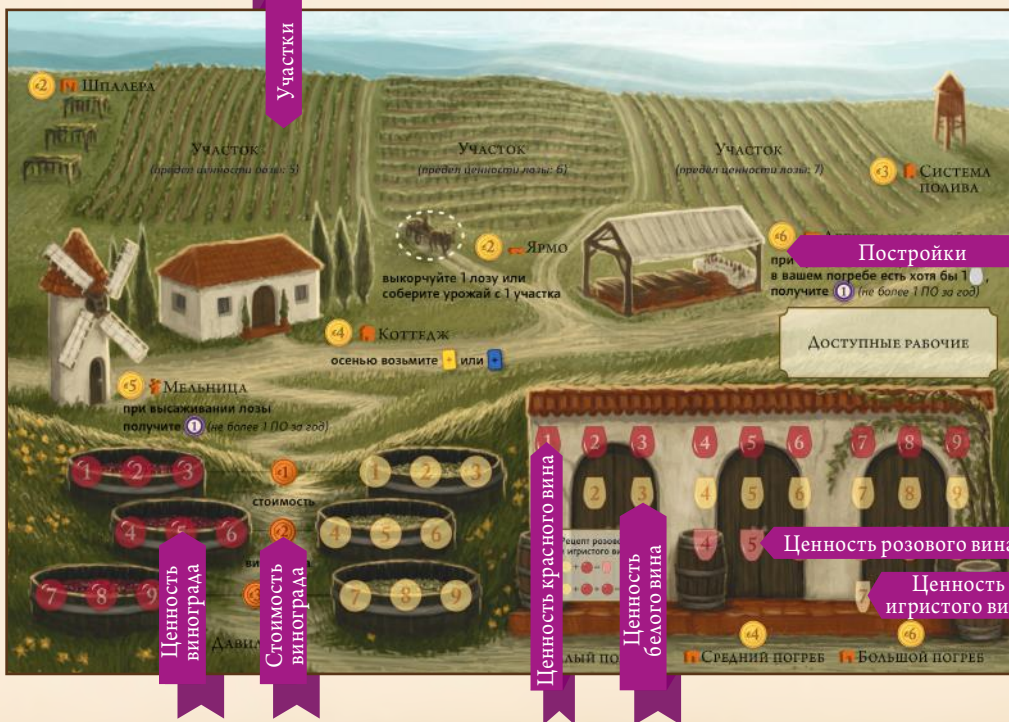 Участки
2 Шпалера
Участок
(предел ценности лозы: 5)
Участок
(предел ценности лозы: 6)
Участок
(предел ценности лозы: 7)
3 Система
полива
2 Ярмо
выкорчуйте 1 лозу или
соберите урожай с 1 участка
6
Постройки
при
в вашем погребе есть хотя бы 1 ,
получите 1 (не более 1 ПО за год)
Доступные рабочие
4 Коттедж
осенью возьмите + или +
5 Мельница
при высаживании лозы
получите 1 (не более 1 ПО за год)
1 2 3 1 1 2 3
стоимость
4 6 2 4 5 6
7 8 9 7 8 9
Ценность
винограда
Стоимость
винограда
1 2 3 4 5 6 7 8 9
2 3 4 5 6 7 8 9
4 5
7
Ценность красного вина
Ценность
белого вина
Ценность розового вина
Ценность
игристого ви
4 Средний погреб
6 Большой погреб